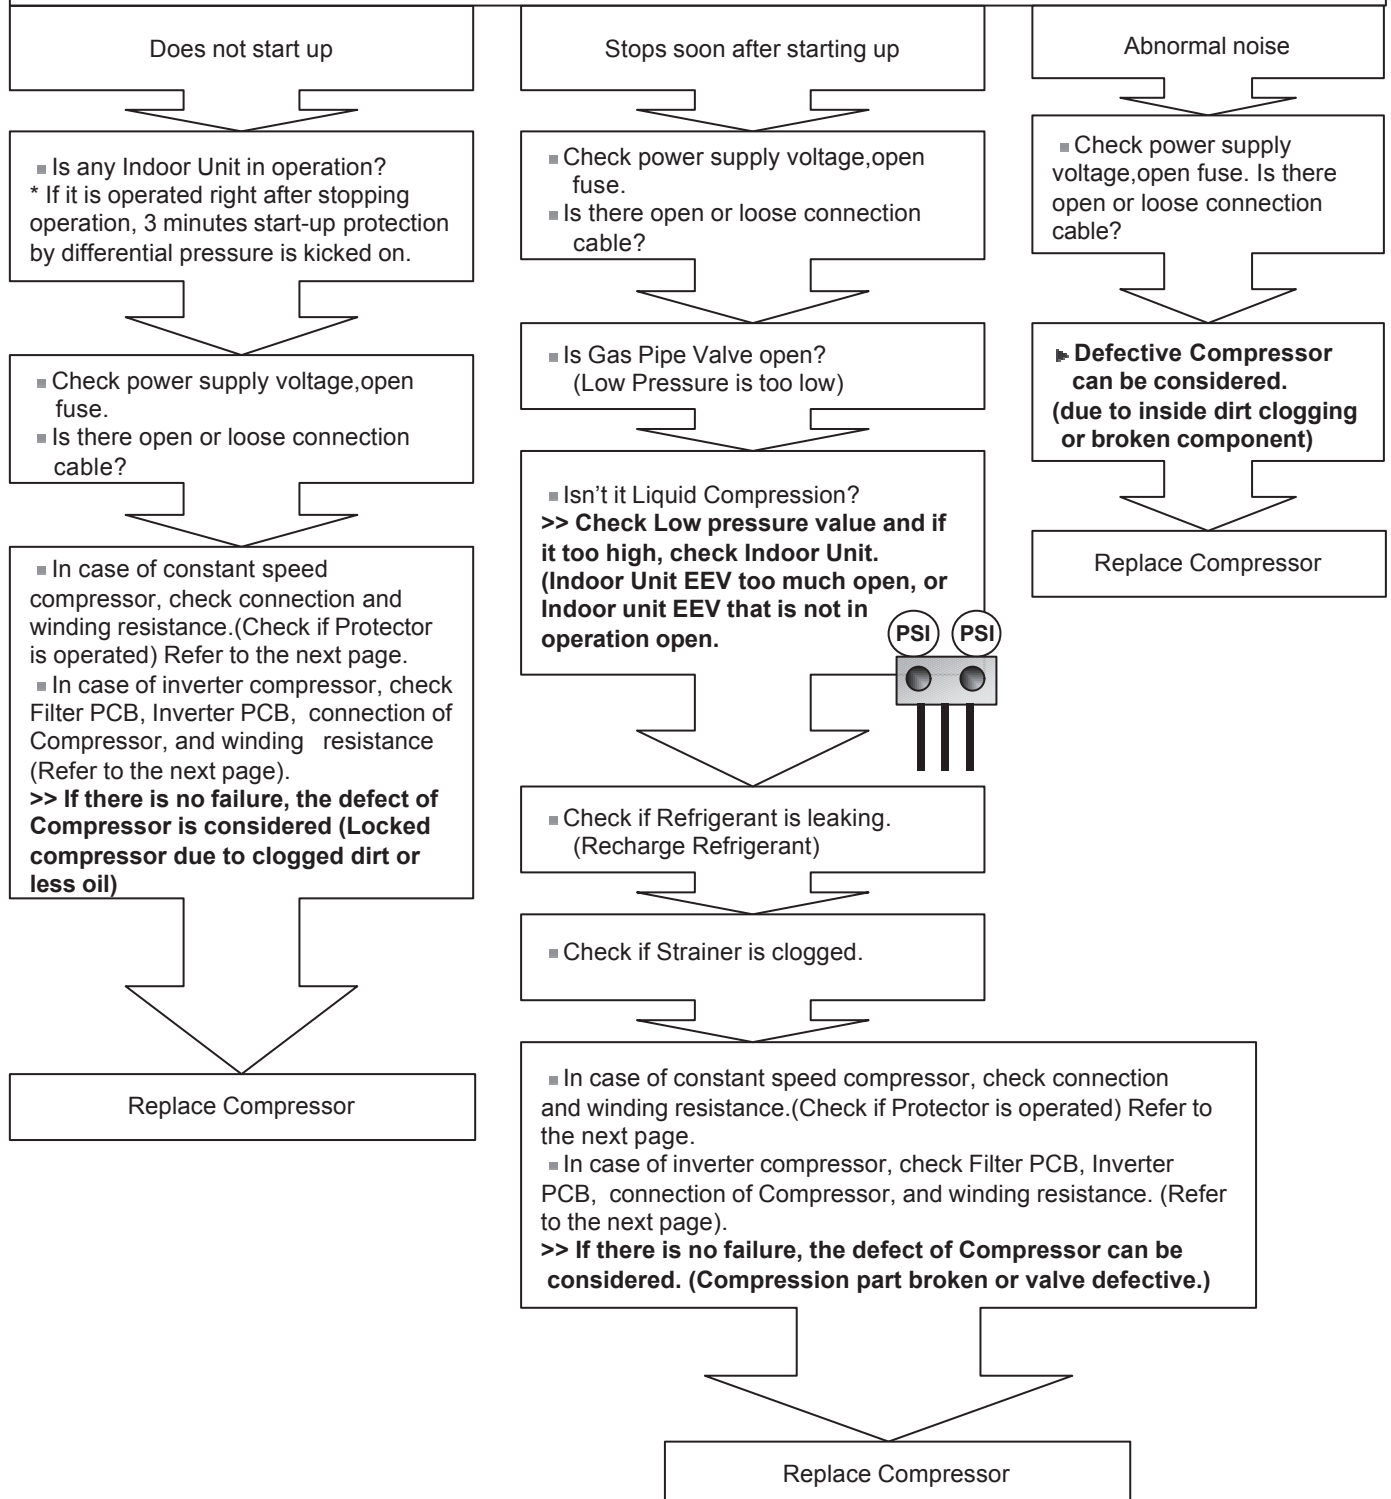 Does not start up
■ Is any Indoor Unit in operation?
* If it is operated right after stopping
operation, 3 minutes start-up protection
by differential pressure is kicked on.
■ Check power supply voltage,open
fuse.
■ Is there open or loose connection
cable?
■ In case of constant speed
compressor, check connection and
winding resistance.(Check if Protector
is operated) Refer to the next page.
■ In case of inverter compressor, check
Filter PCB, Inverter PCB, connection of
Compressor, and winding resistance
(Refer to the next page).
>> If there is no failure, the defect of
Compressor is considered (Locked
compressor due to clogged dirt or
less oil)
Replace Compressor
Stops soon after starting up
■ Check power supply voltage,open
fuse.
■ Is there open or loose connection
cable?
■ Is Gas Pipe Valve open?
(Low Pressure is too low)
■ Isn’t it Liquid Compression?
>> Check Low pressure value and if
it too high, check Indoor Unit.
(Indoor Unit EEV too much open, or
Indoor unit EEV that is not in
operation open.
PSI PSI
■ Check if Refrigerant is leaking.
(Recharge Refrigerant)
■ Check if Strainer is clogged.
■ In case of constant speed compressor, check connection
and winding resistance.(Check if Protector is operated) Refer to
the next page.
■ In case of inverter compressor, check Filter PCB, Inverter
PCB, connection of Compressor, and winding resistance. (Refer
to the next page).
>> If there is no failure, the defect of Compressor can be
considered. (Compression part broken or valve defective.)
Replace Compressor
Abnormal noise
■ Check power supply
voltage,open fuse. Is there
open or loose connection
cable?
► Defective Compressor
can be considered.
(due to inside dirt clogging
or broken component)
Replace Compressor